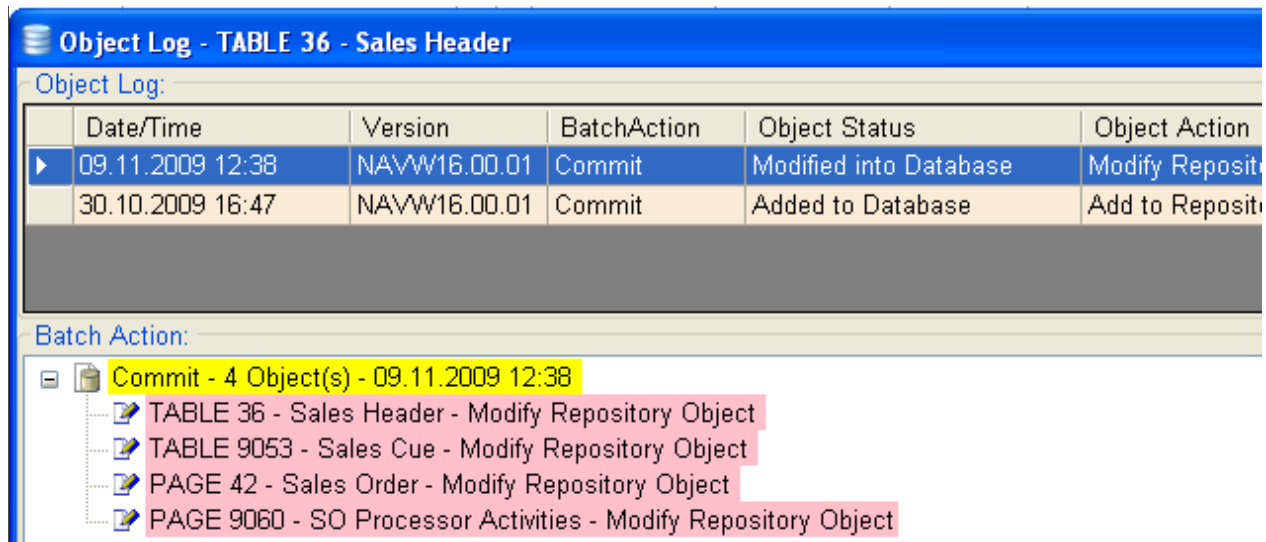 Object Log - TABLE 36 - Sales Header
Object Log:
Date/Time Version BatchAction Object Status Object Action
09.11.2009 12:38 NAVW16.00.01 Commit Modified into Database Modify
30.10.2009 16:47 NAVW16.00.01 Commit Added to Database Add to
Batch Action:
Commit - 4 Object(s) - 09.11.2009 12:38
TABLE 36 - Sales Header - Modify Repository Object
TABLE 9053 - Sales Cue - Modify Repository Object
PAGE 42 - Sales Order - Modify Repository Object
PAGE 9060 - SO Processor Activities - Modify Repository Object